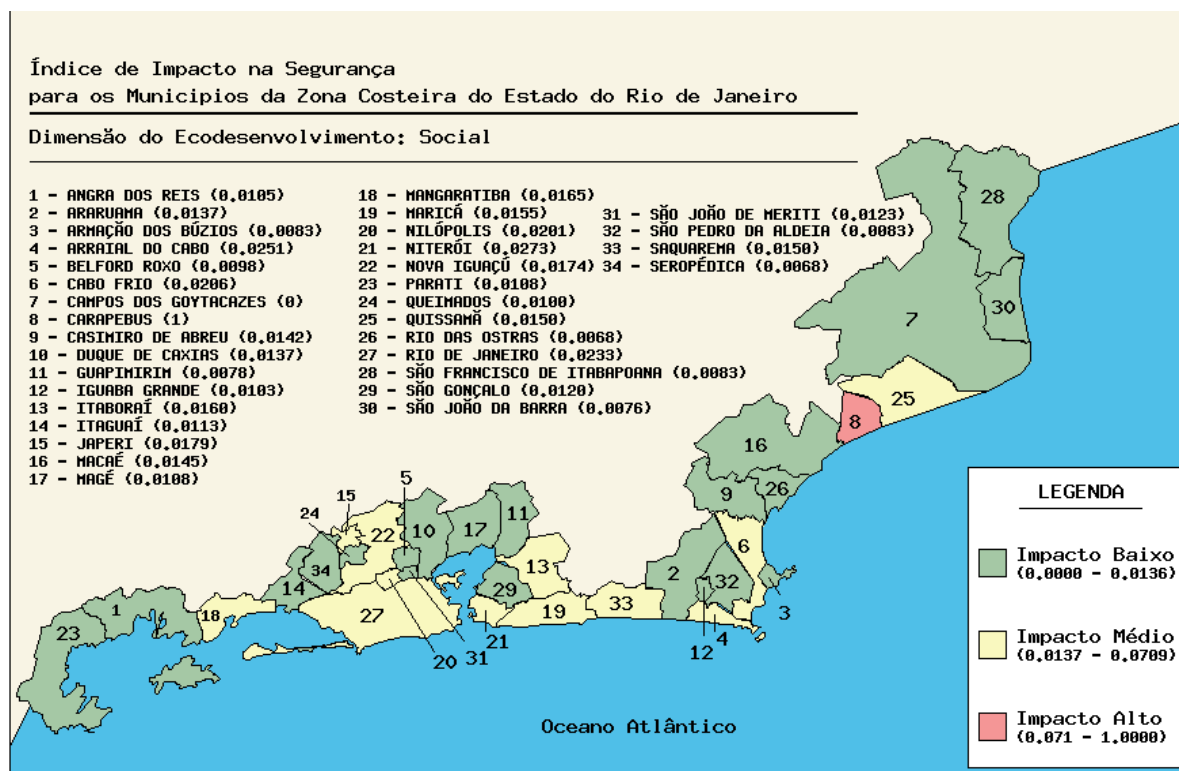 Índice de Impacto na Segurança
para os Municipios da Zona Costeira do Estado do Rio de Janeiro
Dimensão do Ecodesenvolvimento: Social
1 - ANGRA DOS REIS (0.0105)
2 - ARARUAMA (0.0137)
3 - ARMAÇÃO DOS BÚZIOS (0.0083)
4 - ARRAIAL DO CABO (0.0251)
5 - BELFORD ROXO (0.0098)
6 - CABO FRIO (0.0206)
7 - CAMPOS DOS GOYTACAZES (0)
8 - CARAPEBUS (1)
9 - CASIMIRO DE ABREU (0.0142)
10 - DUQUE DE CAXIAS (0.0137)
11 - GUAPIMIRIM (0.0078)
12 - IGUABA GRANDE (0.0103)
13 - ITABORAÍ (0.0160)
14 - ITAGUAÍ (0.0113)
15 - JAPERI (0.0179)
16 - MACAÉ (0.0145)
17 - MAGÉ (0.0108)
18 - MANGARATIBA (0.0165)
19 - MARICÁ (0.0155)
20 - NILÓPOLIS (0.0201)
21 - NITERÓI (0.0273)
22 - NOVA IGUAÇÚ (0.0174)
23 - PARATI (0.0108)
24 - QUEIMADOS (0.0100)
25 - QUISSAMÃ (0.0150)
26 - RIO DAS OSTRAS (0.0068)
27 - RIO DE JANEIRO (0.0233)
28 - SÃO FRANCISCO DE ITABAPOANA (0.0083)
29 - SÃO GONÇALO (0.0120)
30 - SÃO JOÃO DA BARRA (0.0076)
31 - SÃO JOÃO DE MERITI (0.0123)
32 - SÃO PEDRO DA ALDEIA (0.0083)
33 - SAQUAREMA (0.0150)
34 - SEROPÉDICA (0.0068)
28
30
7
25
8
16
26
9
6
5
15
24
22
10
17
11
34
14
13
2
32
29
3
1
18
27
19
33
23
21
4
12
20
31
Oceano Atlântico
LEGENDA
Impacto Baixo
(0.0000 - 0.0136)
Impacto Médio
(0.0137 - 0.0709)
Impacto Alto
(0.071 - 1.0000)